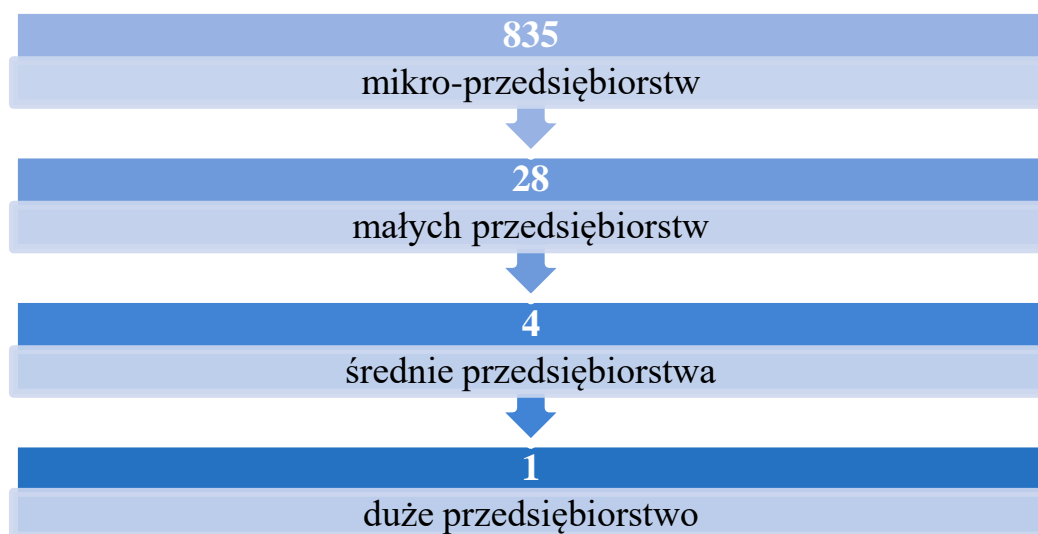 835
mikro-przedsiębiorstw
28
małych przedsiębiorstw
4
średnie przedsiębiorstwa
1
duże przedsiębiorstwo